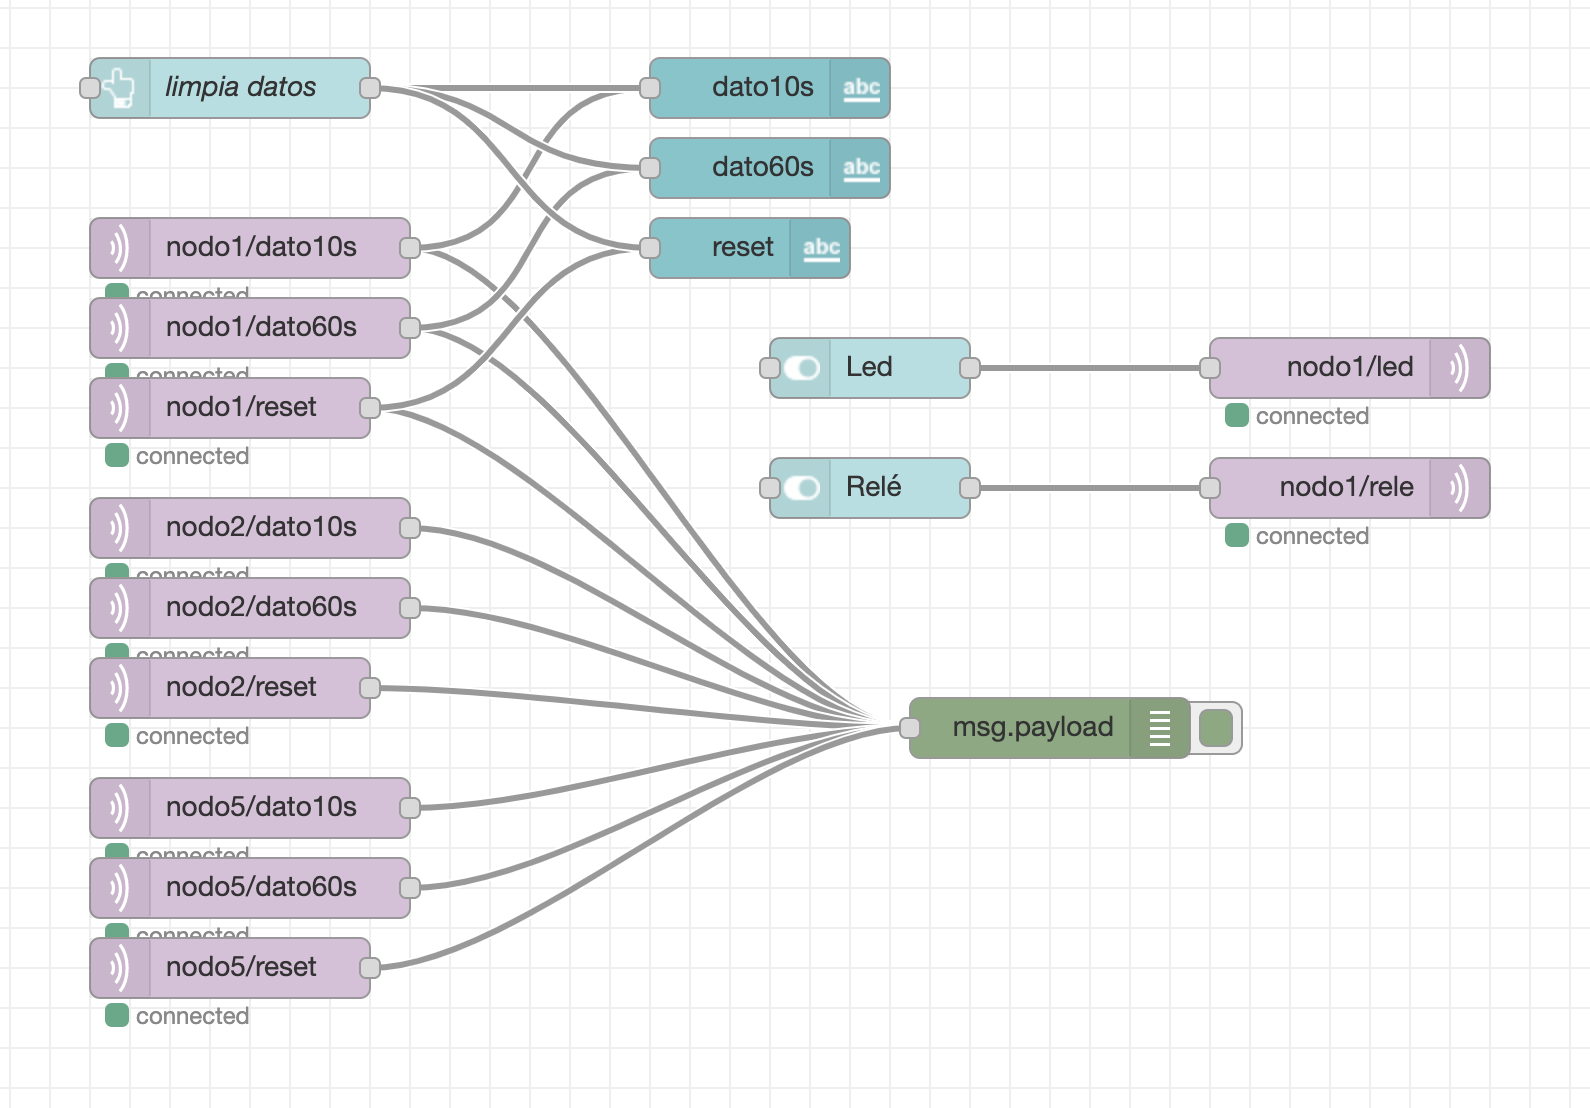 limpia datos
dato10s
abc
dato60s
abc
nodo1/dato10s
reset
abc
connected
nodo1/dato60s
connected
Led
nodo1/led
nodo1/reset
connected
connected
Relé
nodo1/rele
connected
nodo2/dato10s
connected
nodo2/dato60s
connected
nodo2/reset
connected
msg.payload
nodo5/dato10s
connected
nodo5/dato60s
connected
nodo5/reset
connected